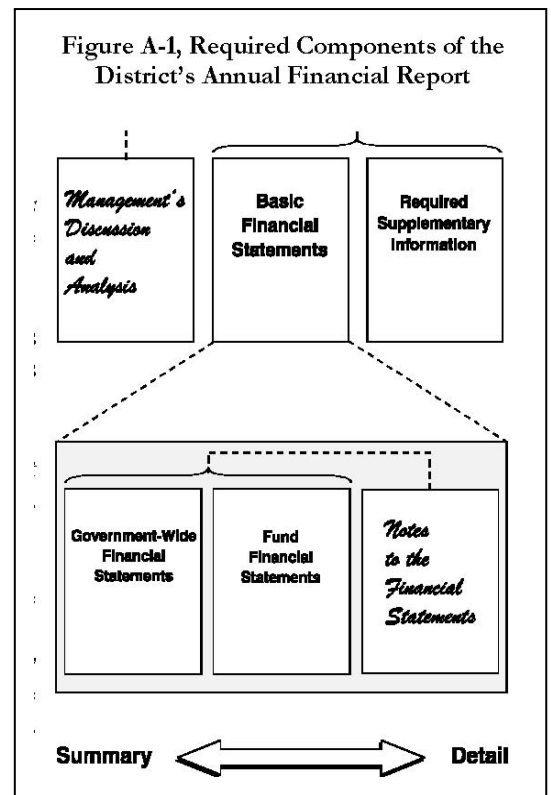 Figure A-1, Required Components of the
District's Annual Financial Report
Management's
Discussion
and
Analysis
Basic
Financial
Statements
Required
Supplementary
Information
Government-Wide
Financial
Statements
Fund
Financial
Statements
Notes
to the
Financial
Statements
Summary
Detail